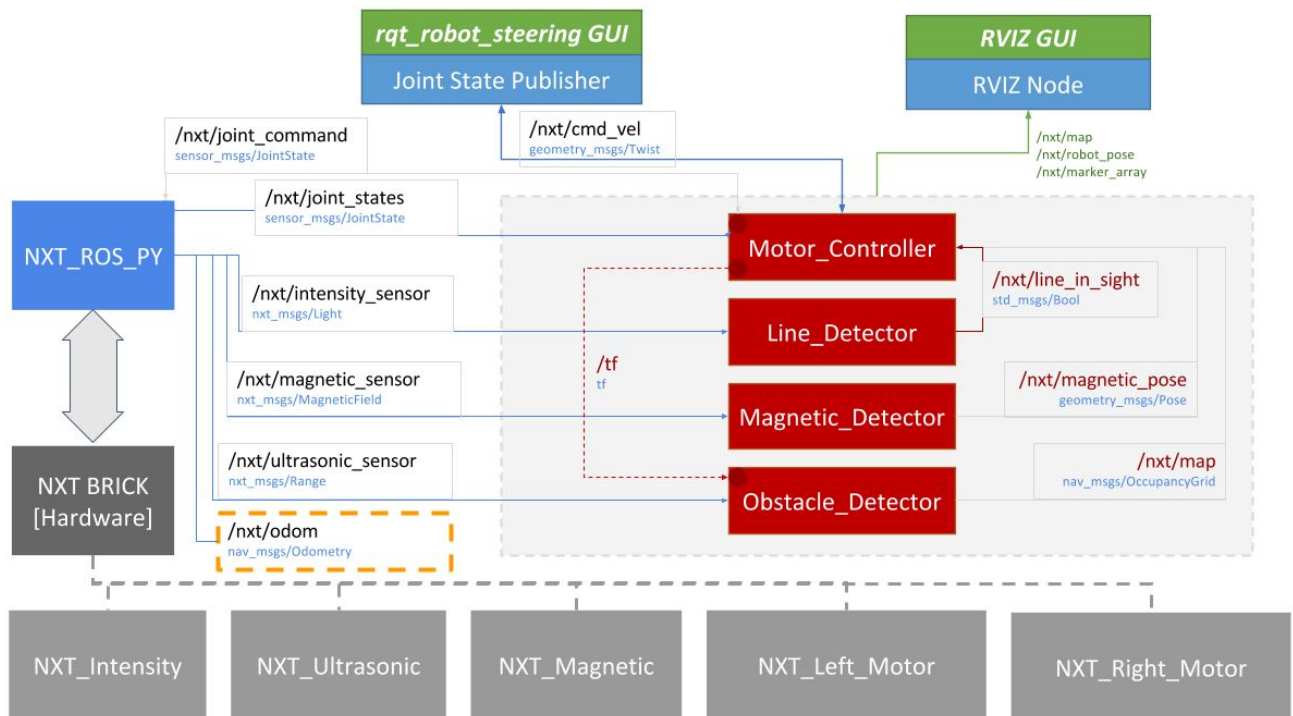 rqt_robot_steering GUI
Joint State Publisher
RVIZ GUI
RVIZ Node
/nxt/joint_command
sensor_msgs/JointState
/nxt/cmd_vel
geometry_msgs/Twist
/nxt/map
/nxt/robot_pose
/nxt/marker_array
/nxt/joint_states
sensor_msgs/JointState
NXT_ROS_PY
Motor_Controller
/nxt/intensity_sensor
nxt_msgs/Light
/nxt/line_in_sight
std_msgs/Bool
Line_Detector
/tf
tf
/nxt/magnetic_sensor
nxt_msgs/MagneticField
Magnetic_Detector
/nxt/magnetic_pose
geometry_msgs/Pose
/nxt/ultrasonic_sensor
nxt_msgs/Range
Obstacle_Detector
/nxt/map
nav_msgs/OccupancyGrid
NXT BRICK
[Hardware]
/nxt/odom
nav_msgs/Odometry
NXT_Intensity
NXT_Ultrasonic
NXT_Magnetic
NXT_Left_Motor
NXT_Right_Motor